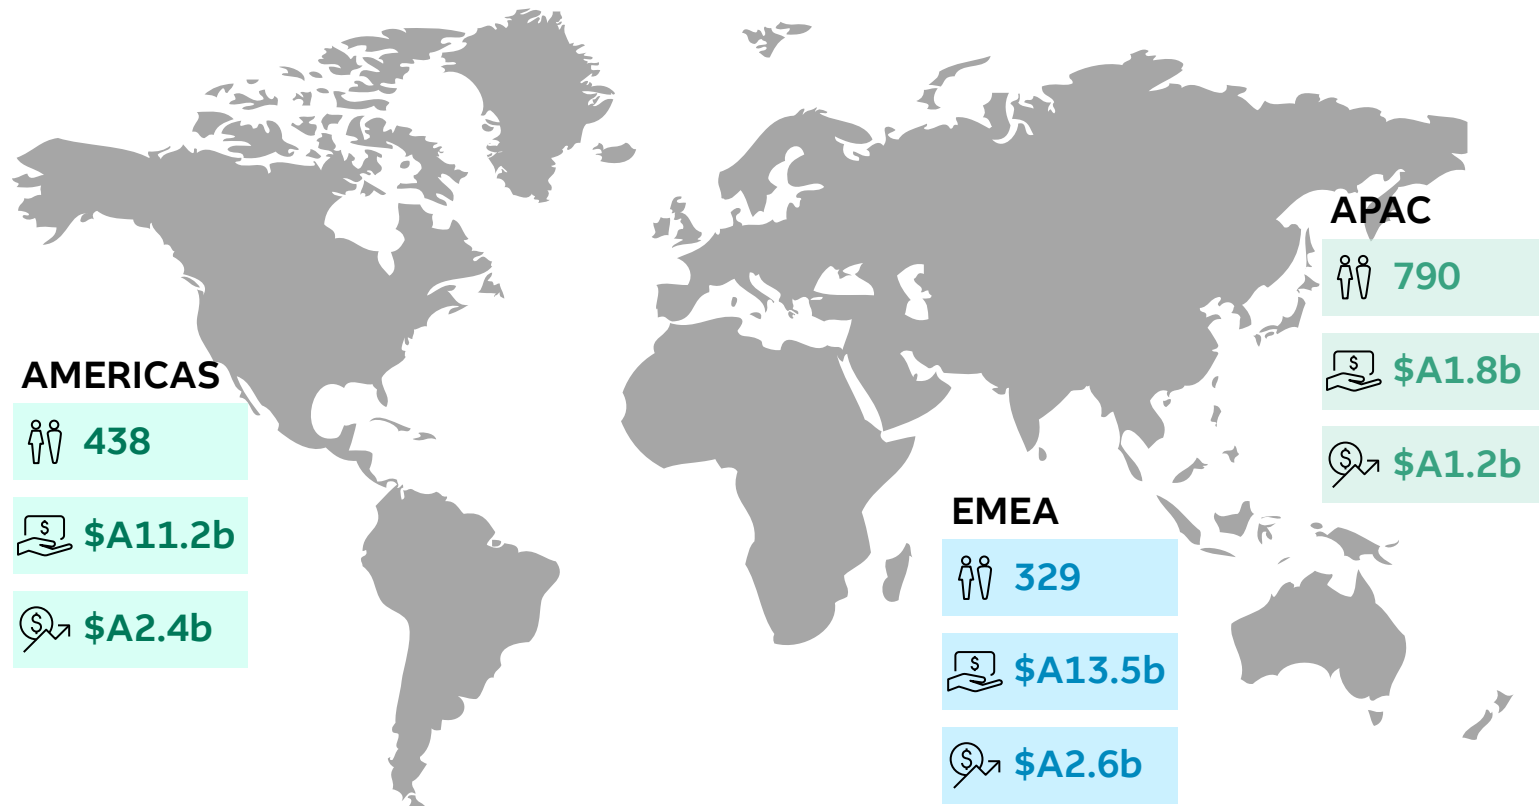 AMERICAS
438
$A11.2b
$A2.4b
EMEA
329
$A13.5b
$A2.6b
APAC
790
$A1.8b
$A1.2b